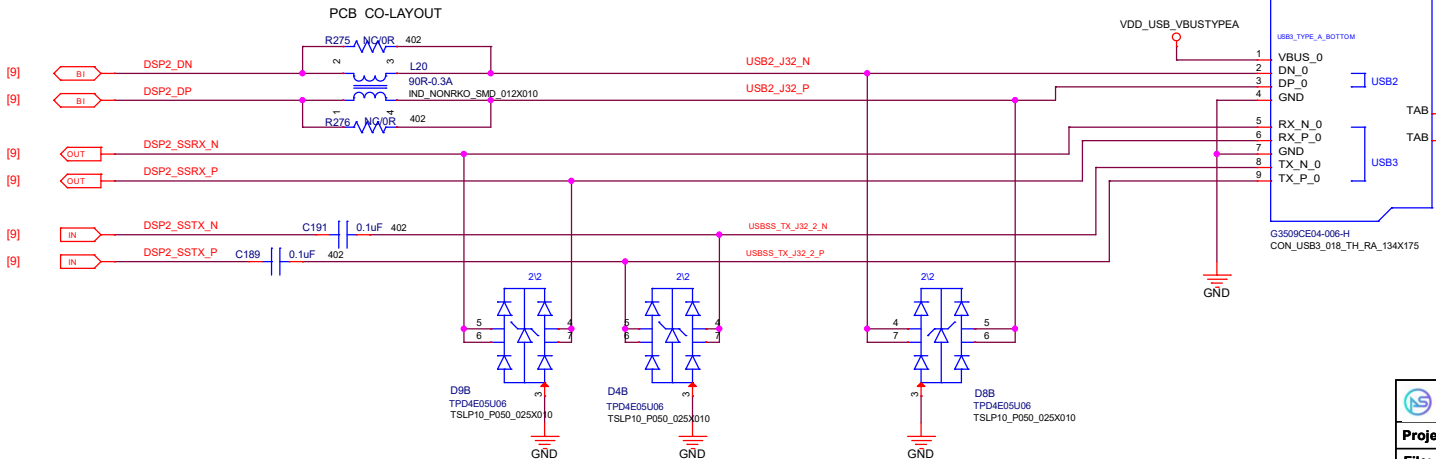 PCB CO-LAYOUT
R275 NC/0R 402
2 3 L20
90R-0.3A
IND_NONRKO_SMD_012X010
1 4
R276 NC/0R 402
[9] BI DSP2_DN USB2_J32_N
[9] BI DSP2_DP USB2_J32_P
[9] OUT DSP2_SSRX_N
[9] OUT DSP2_SSRX_P
[9] IN DSP2_SSTX_N C191 0.1uF 402 USBSS_TX_J32_2_N
[9] IN DSP2_SSTX_P C189 0.1uF 402 USBSS_TX_J32_2_P
VDD_USB_VBUSTYPEA
USB3_TYPE_A_BOTTOM
1 VBUS_0
2 DN_0
3 DP_0
USB2
4 GND
TAB
5 RX_N_0
6 RX_P_0
TAB
7 GND
USB3
8 TX_N_0
9 TX_P_0
G3509CE04-006-H
CON_USB3_018_TH_RA_134X175
GND
2\2
5 4
6 7
3
D9B
TPD4E05U06
TSLP10_P050_025X010
GND
2\2
5 4
6 7
3
D4B
TPD4E05U06
TSLP10_P050_025X010
GND
2\2
4 5
7 6
3
D8B
TPD4E05U06
TSLP10_P050_025X010
GND
Proje